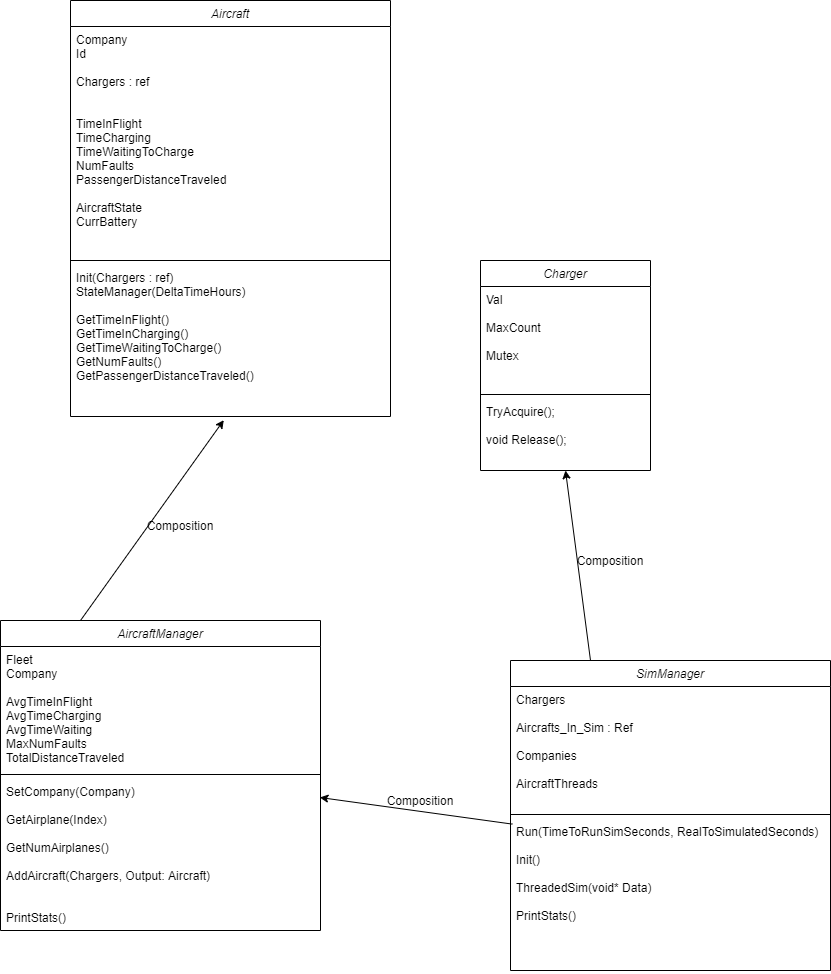 Aircraft
Company
Id
Chargers : ref
TimeInFlight
TimeCharging
TimeWaitingToCharge
NumFaults
PassengerDistanceTraveled
AircraftState
CurrBattery
Init(Chargers : ref)
StateManager(DeltaTimeHours)
GetTimeInFlight()
GetTimeInCharging()
GetTimeWaitingToCharge()
GetNumFaults()
GetPassengerDistanceTraveled()
Charger
Val
MaxCount
Mutex
TryAcquire();
void Release();
Composition
Composition
AircraftManager
Fleet
Company
AvgTimeInFlight
AvgTimeCharging
AvgTimeWaiting
MaxNumFaults
TotalDistanceTraveled
SetCompany(Company)
GetAirplane(Index)
GetNumAirplanes()
AddAircraft(Chargers, Output: Aircraft)
PrintStats()
Composition
SimManager
Chargers
Aircrafts_In_Sim : Ref
Companies
AircraftThreads
Run(TimeToRunSimSeconds, RealToSimulatedSeconds)
Init()
ThreadedSim(void* Data)
PrintStats()